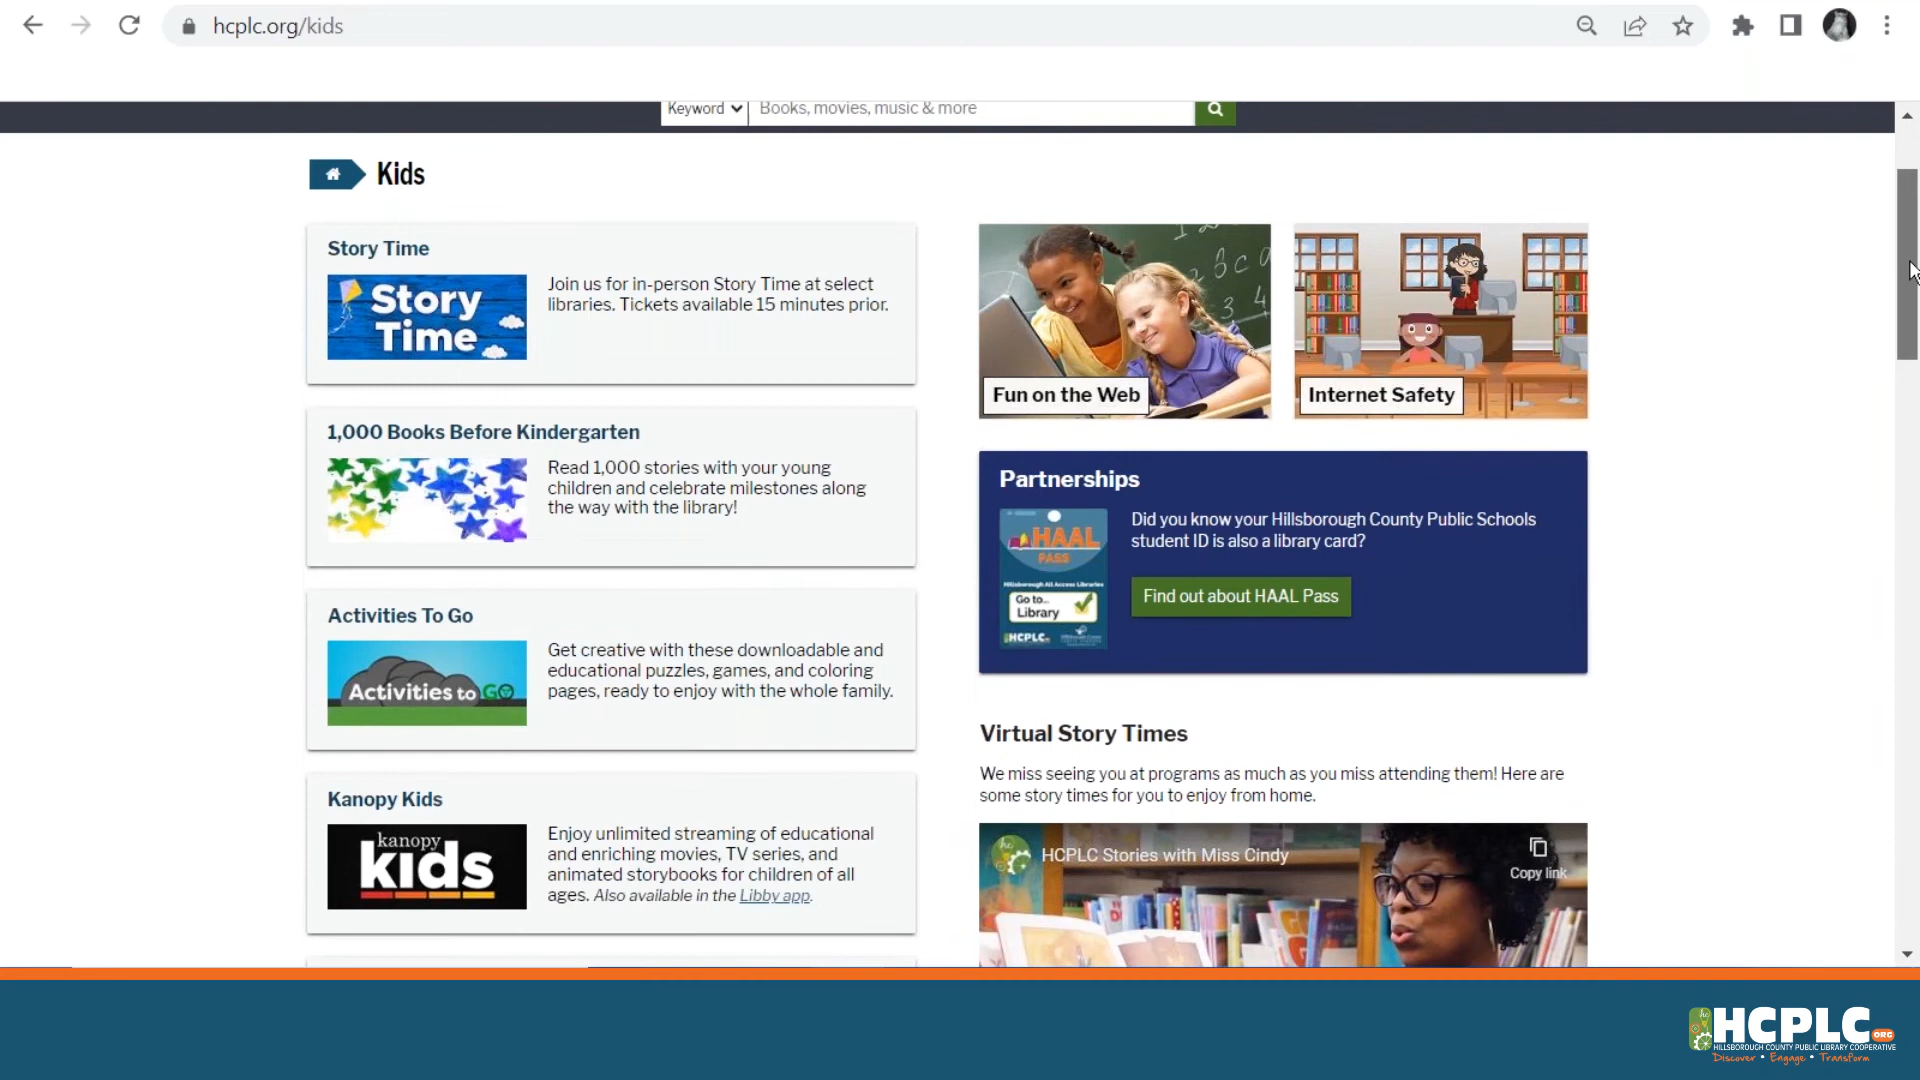 hcplc.org/kids
Keyword
Books, movies, music & more
Kids
Story Time
Story
Time
Join us for in-person Story Time at select
libraries. Tickets available 15 minutes prior.
1,000 Books Before Kindergarten
Read 1,000 stories with your young
children and celebrate milestones along
the way with the library!
Activities To Go
Activities to GO
Get creative with these downloadable and
educational puzzles, games, and coloring
pages, ready to enjoy with the whole family.
Kanopy Kids
kanopy
kids
Enjoy unlimited streaming of educational
and enriching movies, TV series, and
animated storybooks for children of all
ages. Also available in the Libby app.
Fun on the Web
Internet Safety
Partnerships
HAAL
PASS
Hillsborough All Access Libraries
Go to...
Library
HCPLC
Did you know your Hillsborough County Public Schools
student ID is also a library card?
Find out about HAAL Pass
Virtual Story Times
We miss seeing you at programs as much as you miss attending them! Here are
some story times for you to enjoy from home.
hc
HCPLC Stories with Miss Cindy
Copy link
hc
HCPLC.ORG
HILLSBOROUGH COUNTY PUBLIC LIBRARY COOPERATIVE
Discover • Engage • Transform